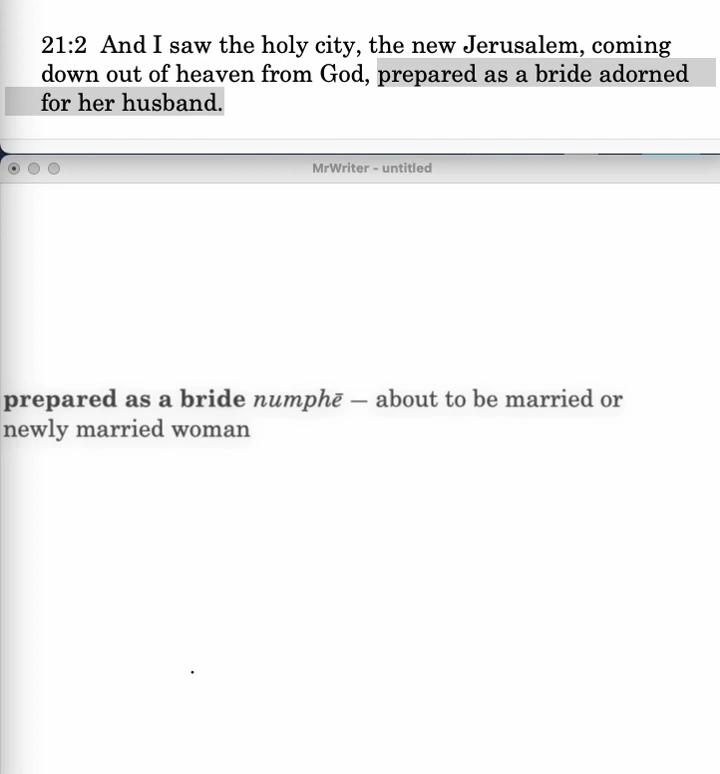 21:2  And I saw the holy city, the new Jerusalem, coming
down out of heaven from God, prepared as a bride adorned
for her husband.
MrWriter - untitled
prepared as a bride numphē — about to be married or
newly married woman
.